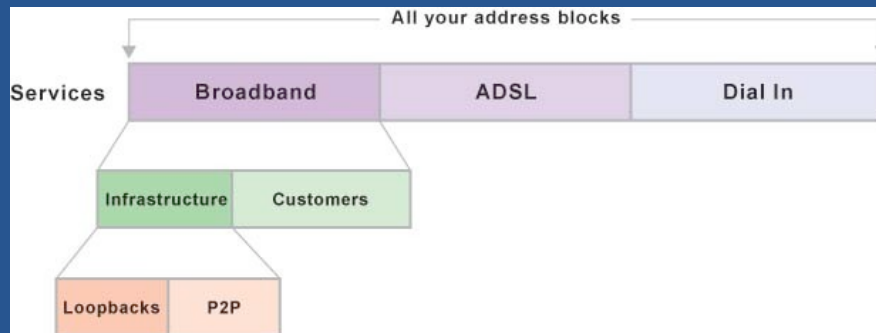 All your address blocks
Services Broadband ADSL Dial In
Infrastructure Customers
Loopbacks P2P